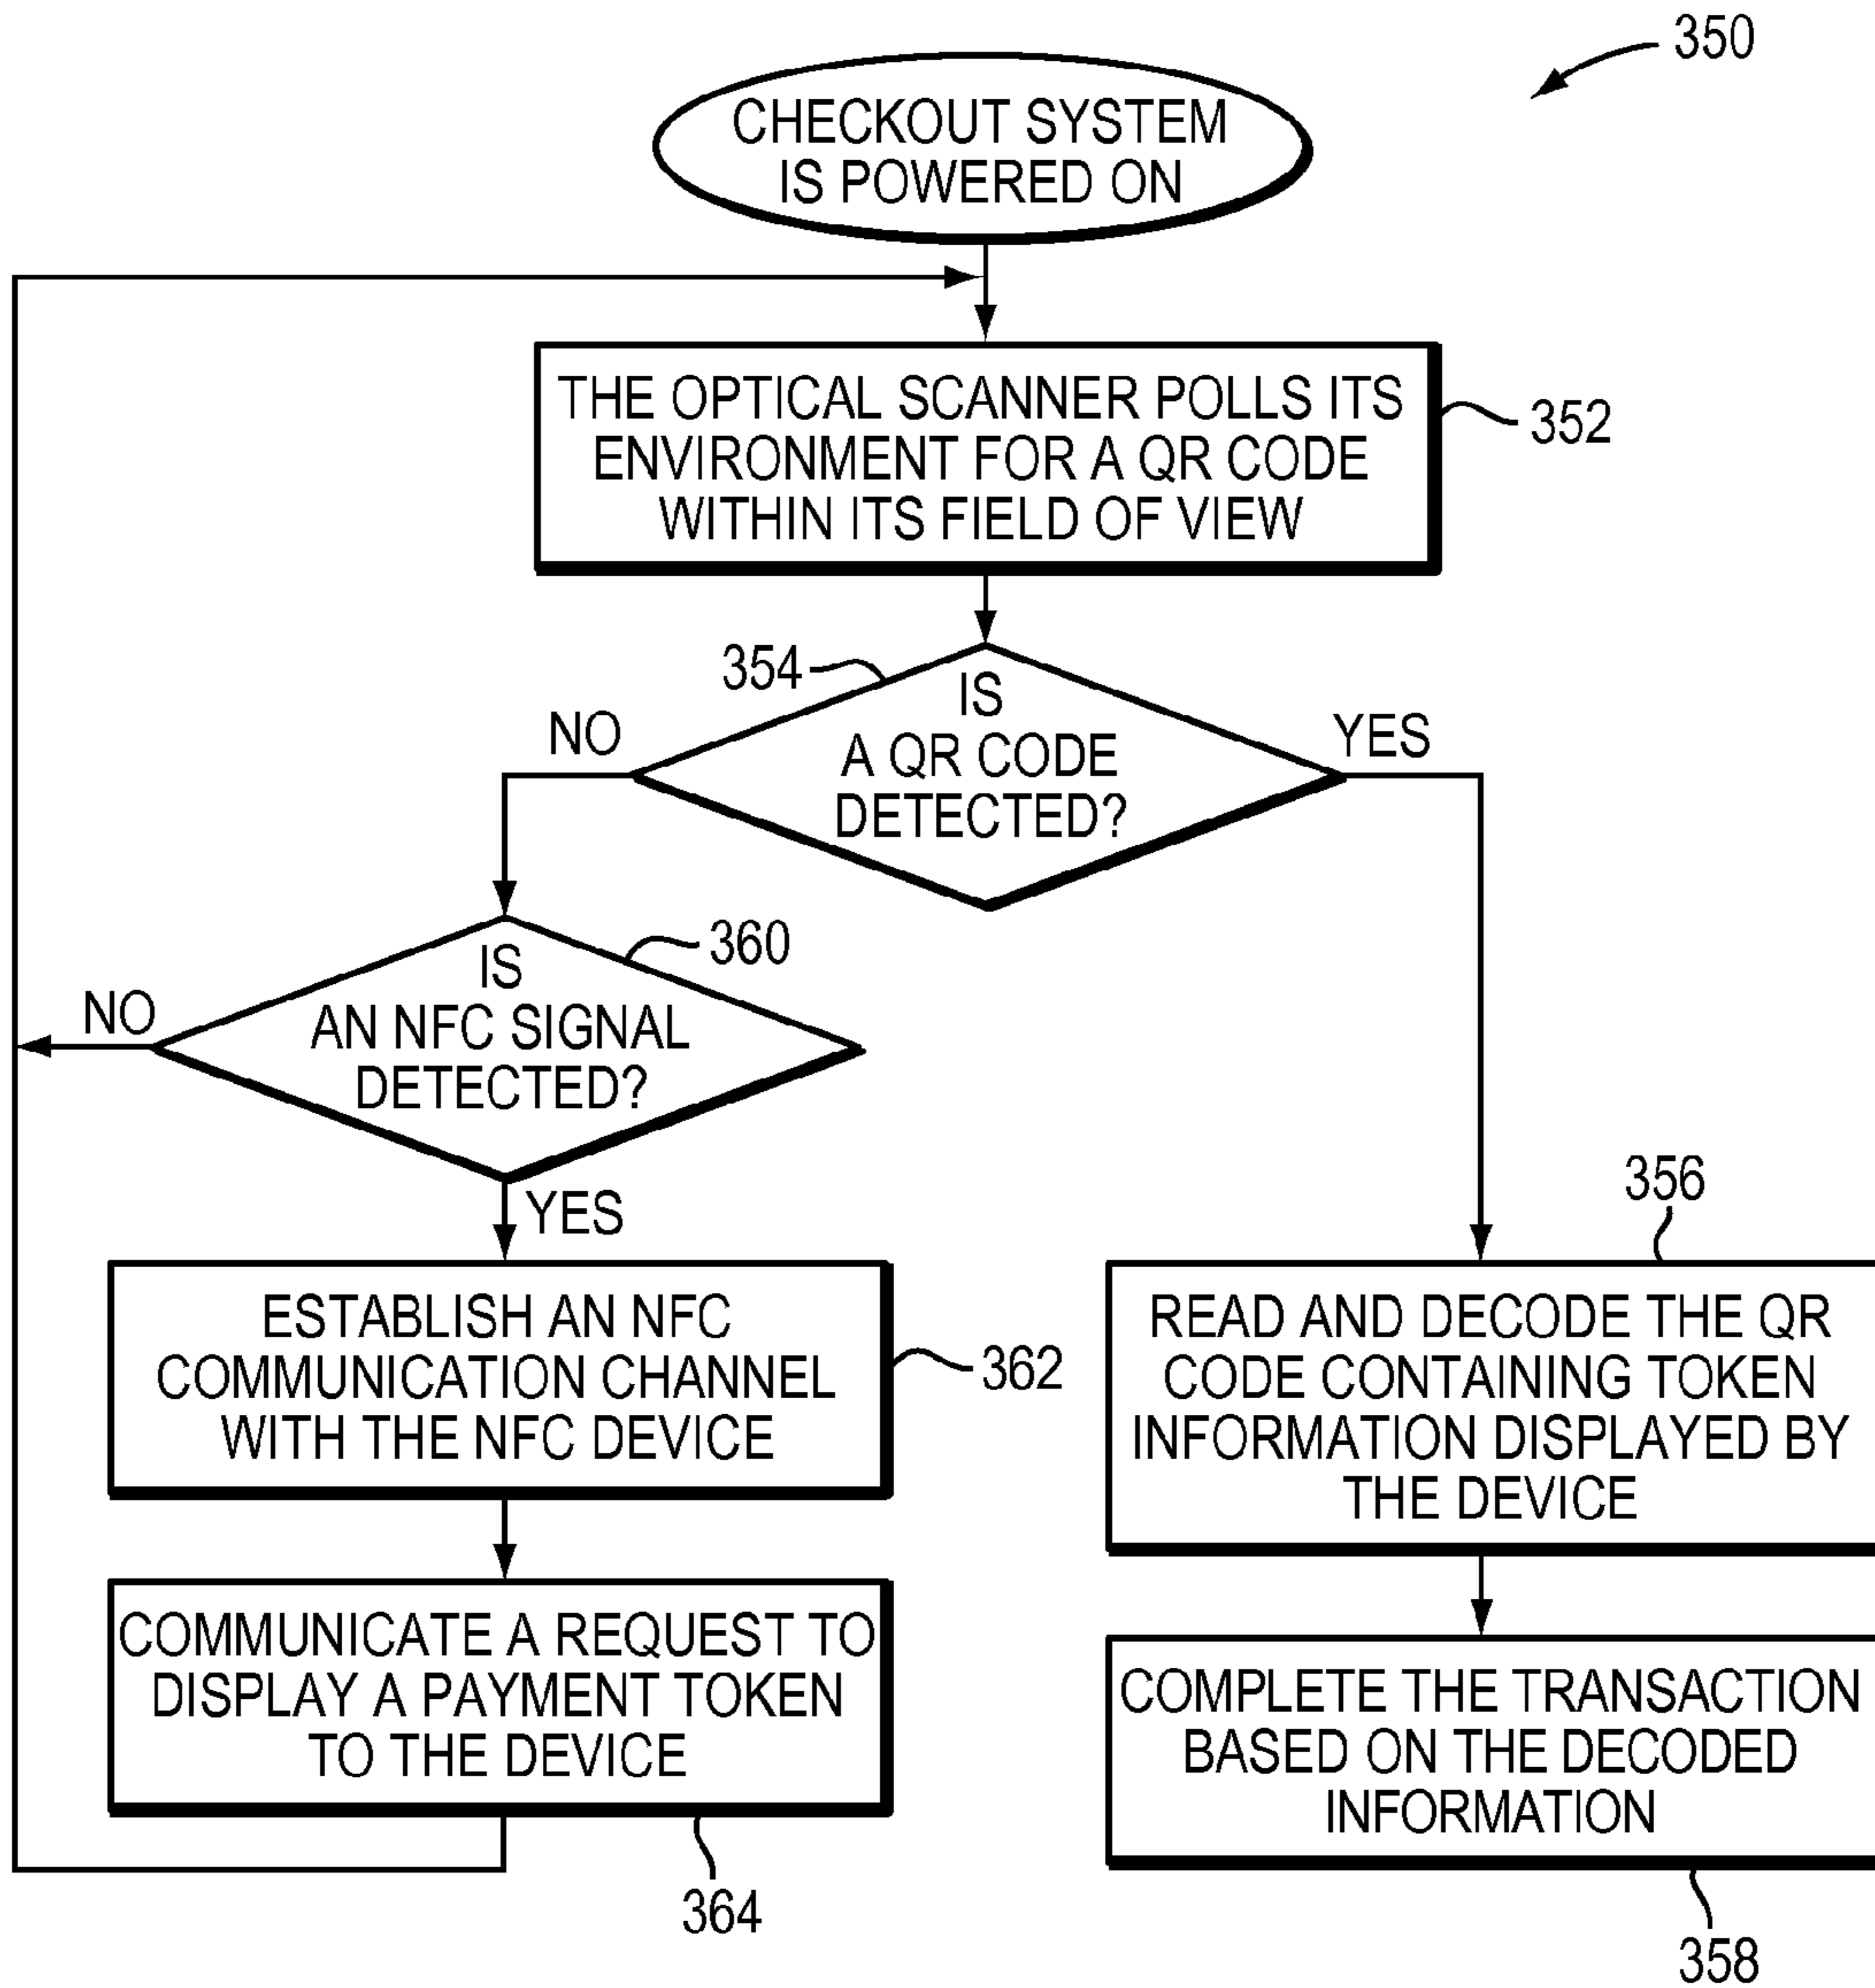 350
CHECKOUT SYSTEM
IS POWERED ON
THE OPTICAL SCANNER POLLS ITS
ENVIRONMENT FOR A QR CODE
WITHIN ITS FIELD OF VIEW
352
354
IS
A QR CODE
DETECTED?
NO
YES
360
IS
AN NFC SIGNAL
DETECTED?
NO
YES
ESTABLISH AN NFC
COMMUNICATION CHANNEL
WITH THE NFC DEVICE
362
COMMUNICATE A REQUEST TO
DISPLAY A PAYMENT TOKEN
TO THE DEVICE
364
356
READ AND DECODE THE QR
CODE CONTAINING TOKEN
INFORMATION DISPLAYED BY
THE DEVICE
COMPLETE THE TRANSACTION
BASED ON THE DECODED
INFORMATION
358